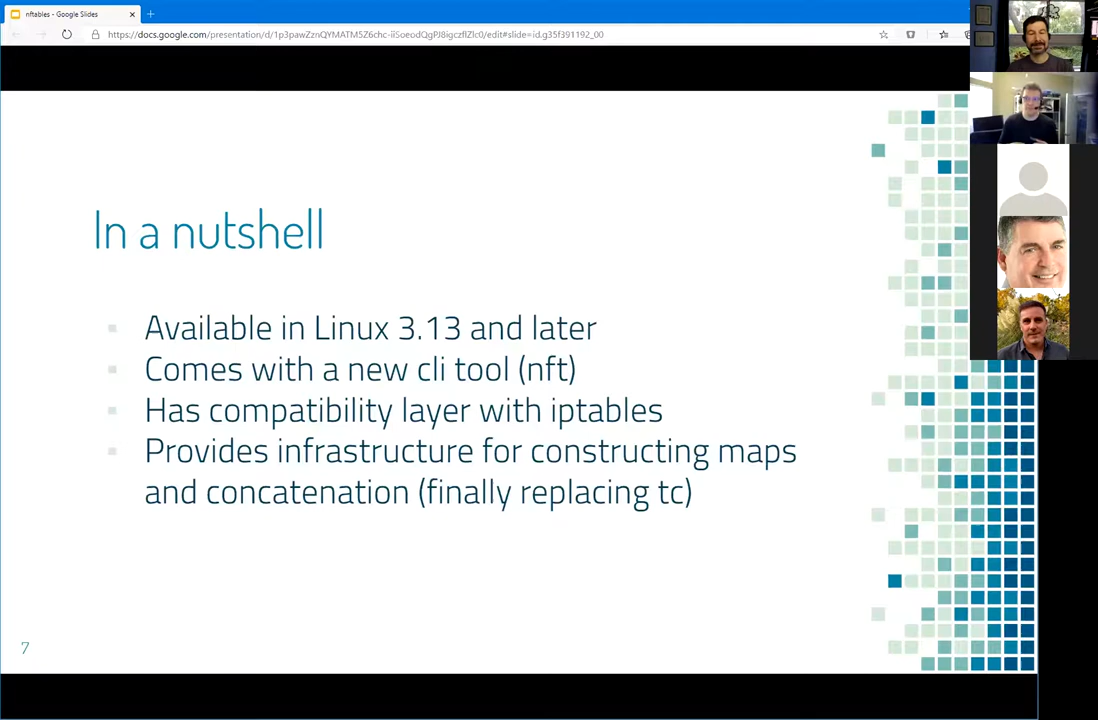 nftables - Google Slides
https://docs.google.com/presentation/d/1p3pawZznQYMATM5Z6chc-iiSoeodQgPJ8igczflZlc0/edit#slide=id.g35f391192_00
In a nutshell
Available in Linux 3.13 and later
Comes with a new cli tool (nft)
Has compatibility layer with iptables
Provides infrastructure for constructing maps
and concatenation (finally replacing tc)
7